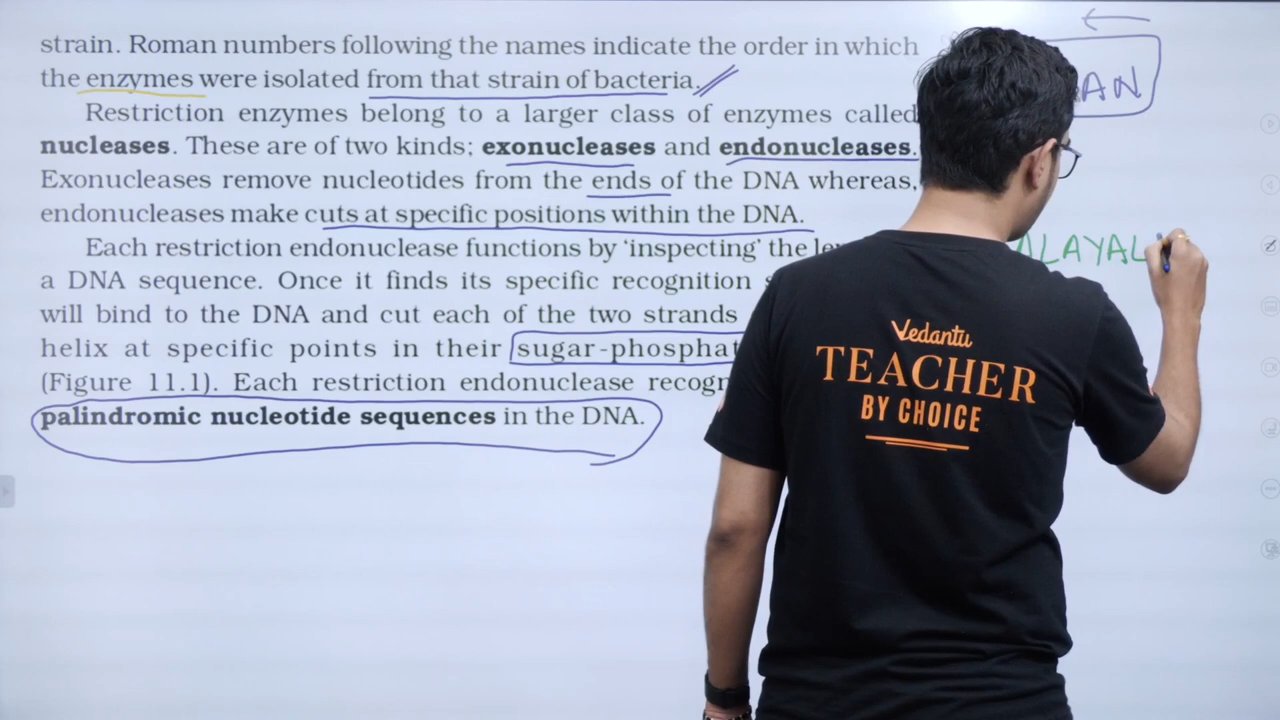 strain. Roman numbers following the names indicate the order in which
the enzymes were isolated from that strain of bacteria.
Restriction enzymes belong to a larger class of enzymes called
nucleases. These are of two kinds; exonucleases and endonucleases.
Exonucleases remove nucleotides from the ends of the DNA whereas,
endonucleases make cuts at specific positions within the DNA.
Each restriction endonuclease functions by ‘inspecting’ the
a DNA sequence. Once it finds its specific recognition
will bind to the DNA and cut each of the two strands
helix at specific points in their sugar-phosphat
(Figure 11.1). Each restriction endonuclease recogn
palindromic nucleotide sequences in the DNA.
AN
ALAYAL
Vedantu
TEACHER
BY CHOICE